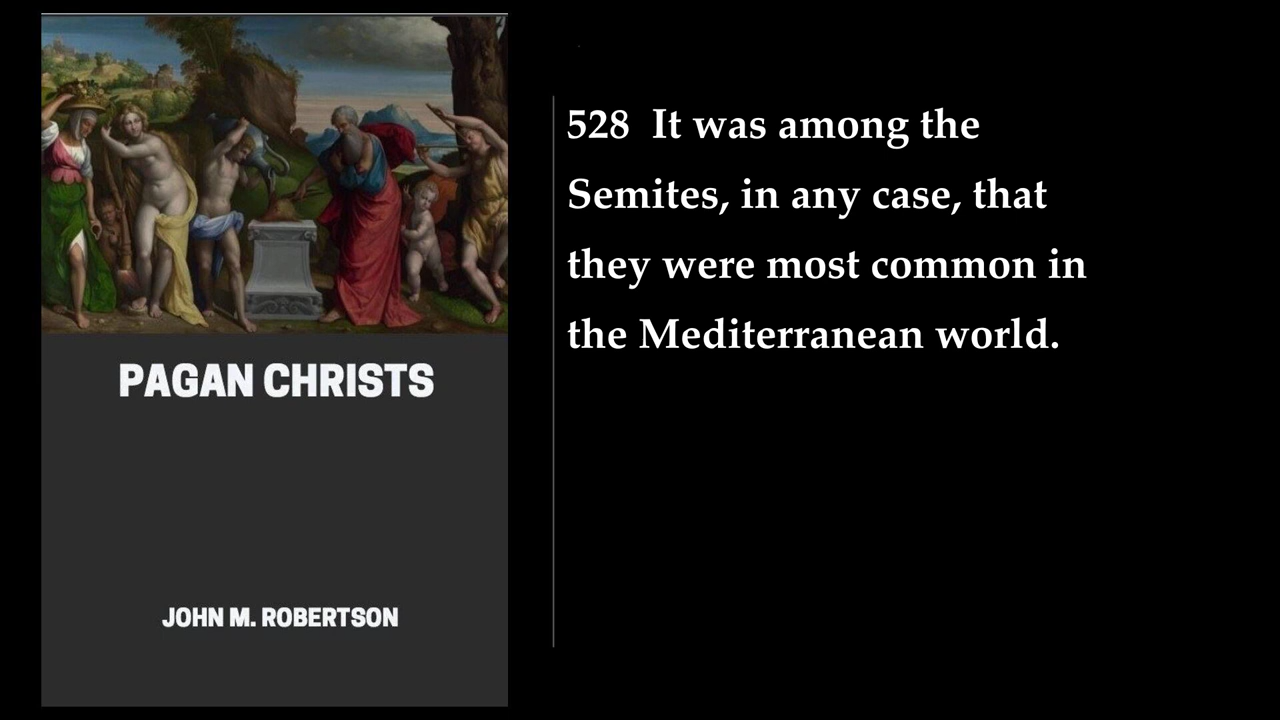 PAGAN CHRISTS
JOHN M. ROBERTSON
528 It was among the
Semites, in any case, that
they were most common in
the Mediterranean world.